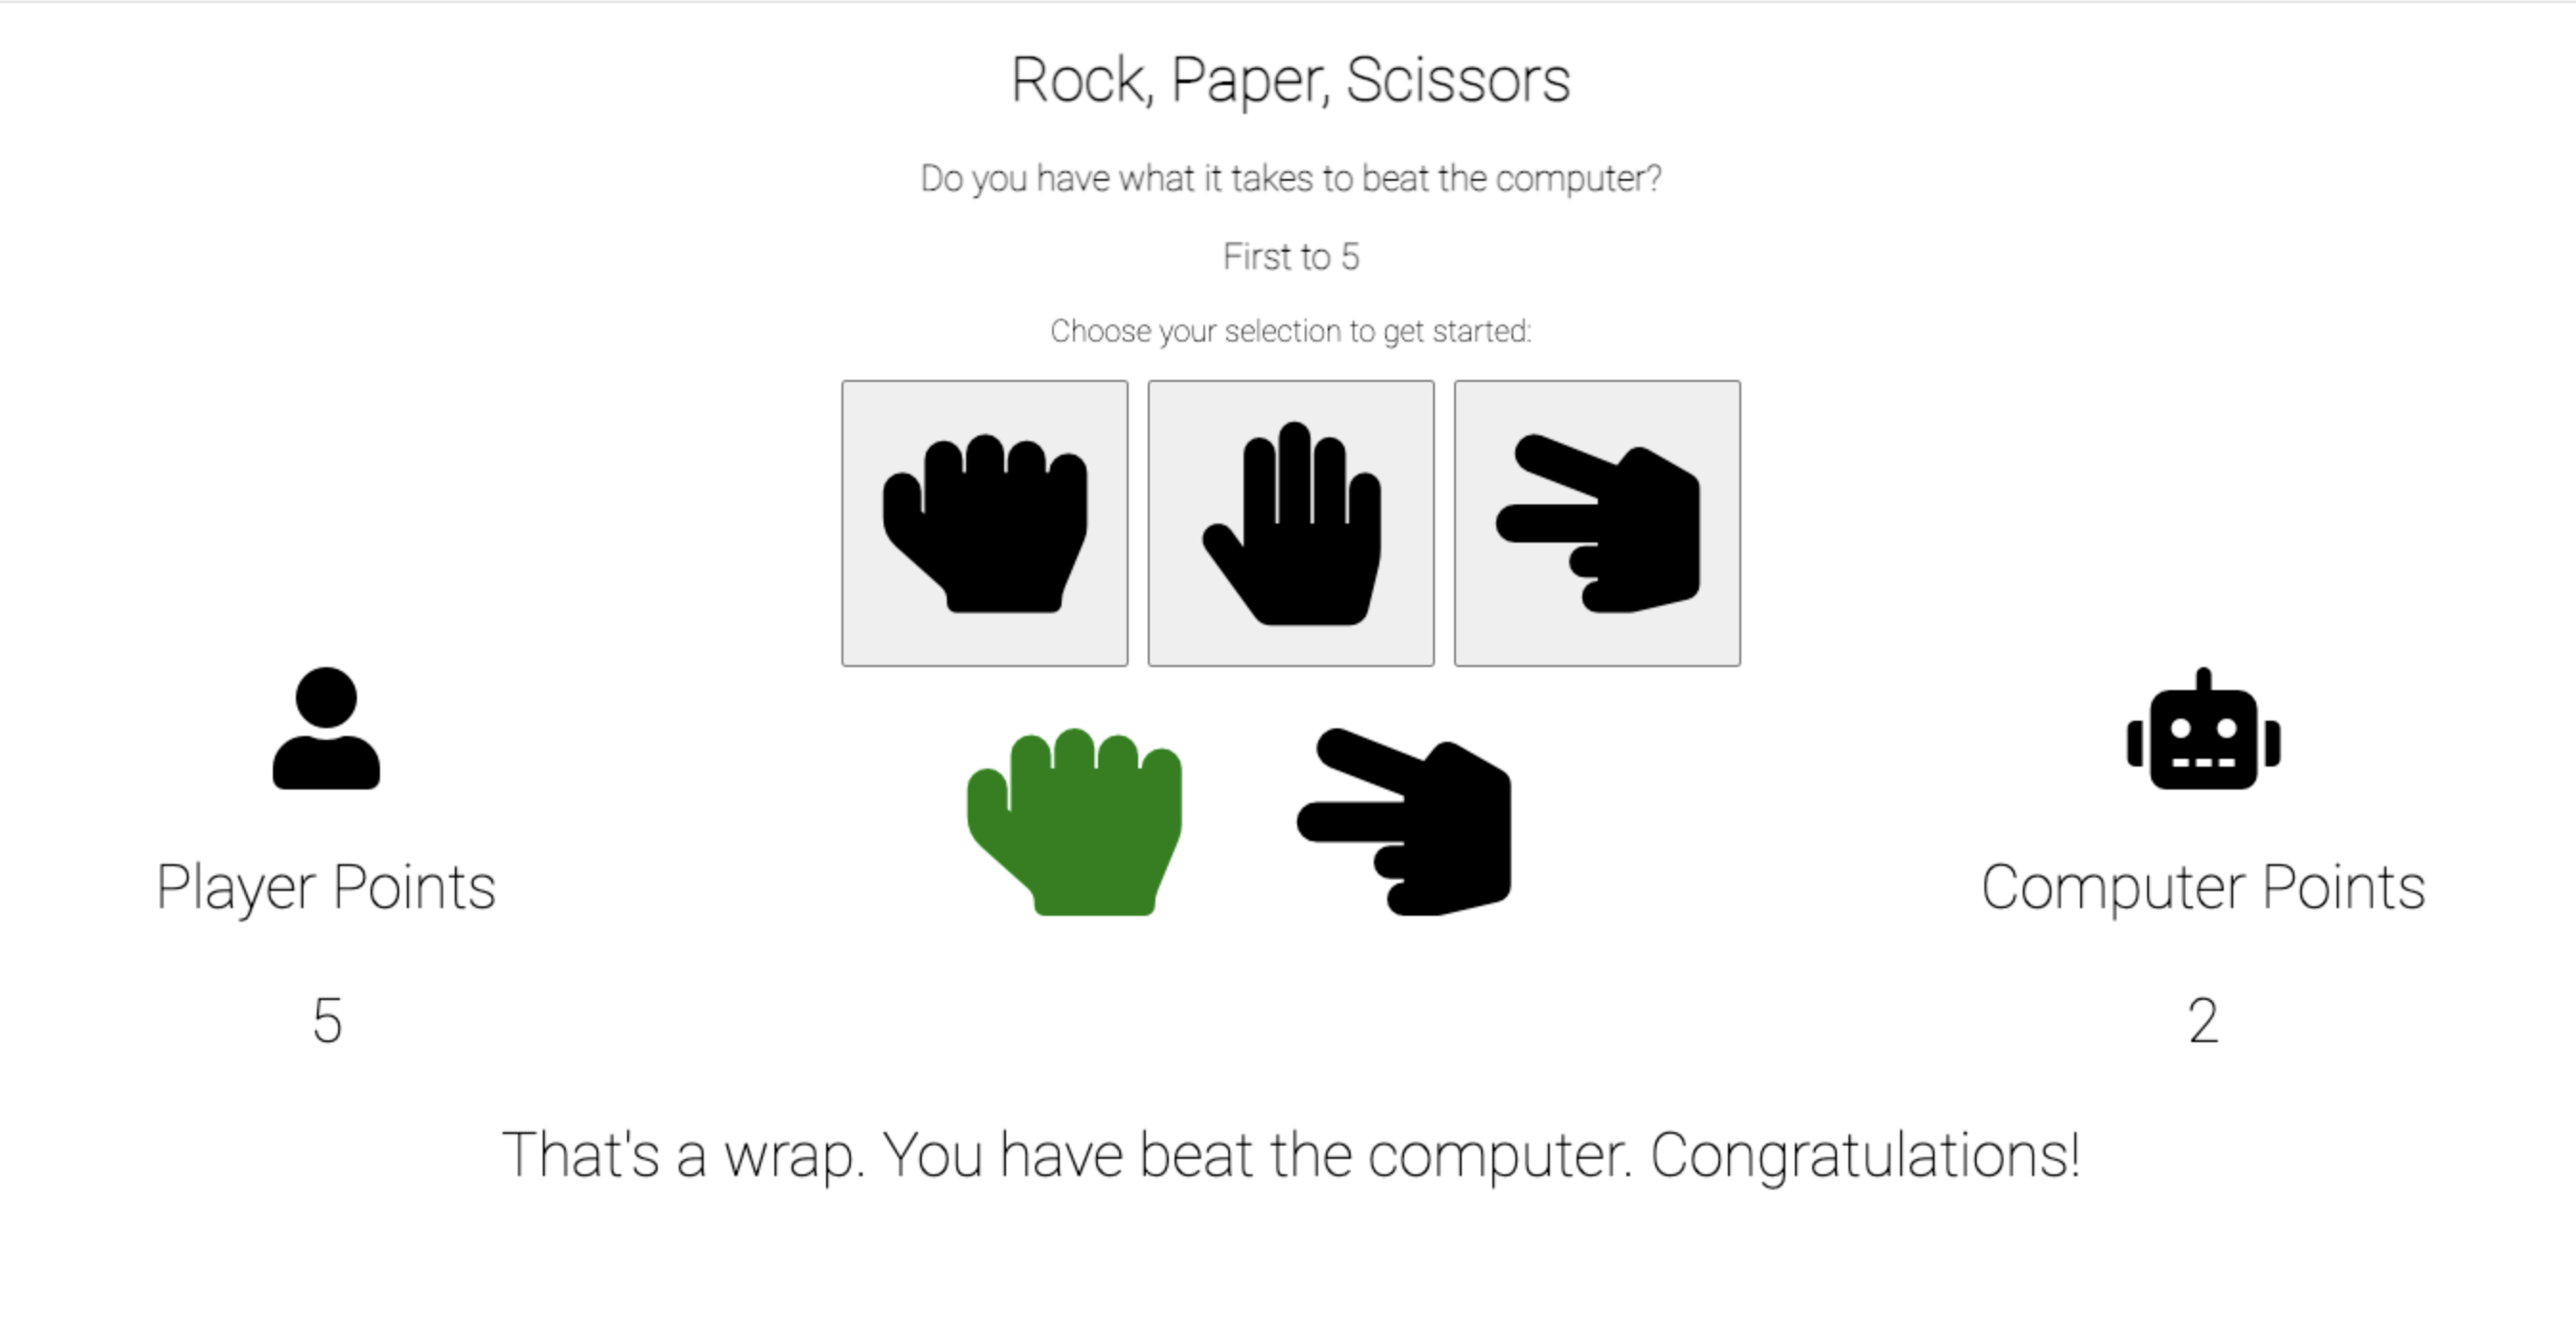 Rock, Paper, Scissors
Do you have what it takes to beat the computer?
First to 5
Choose your selection to get started:
Player Points
Computer Points
5
2
That's a wrap. You have beat the computer. Congratulations!